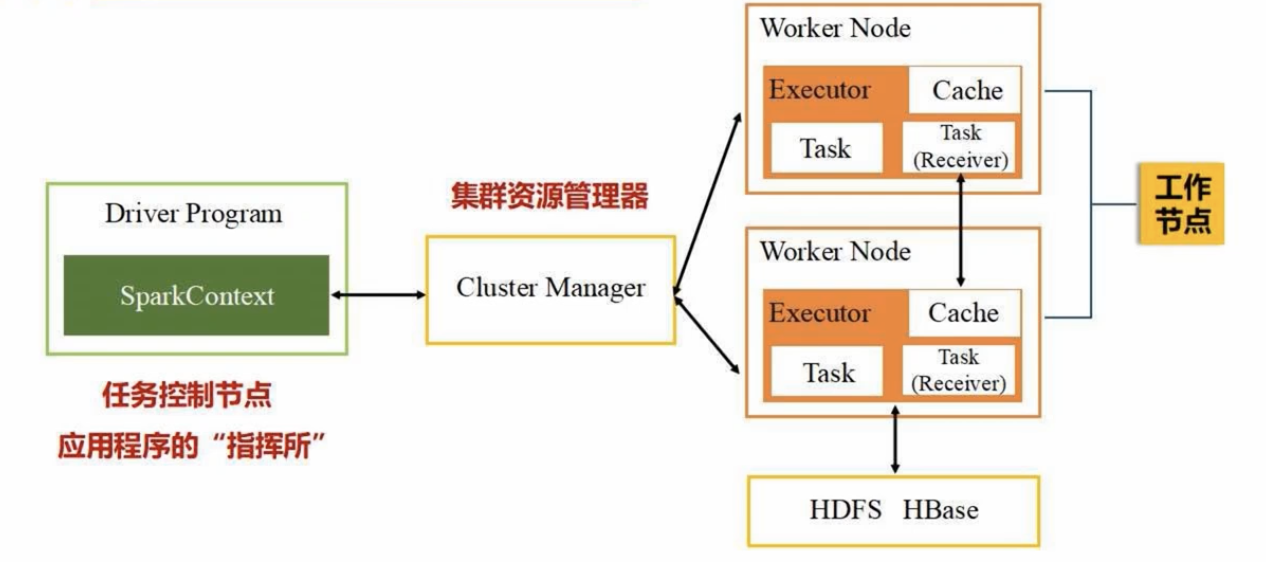 Driver Program
SparkContext
任务控制节点
应用程序的“指挥所”
集群资源管理器
Cluster Manager
Worker Node
Executor
Cache
Task
Task
(Receiver)
Worker Node
Executor
Cache
Task
Task
(Receiver)
HDFS HBase
工作
节点